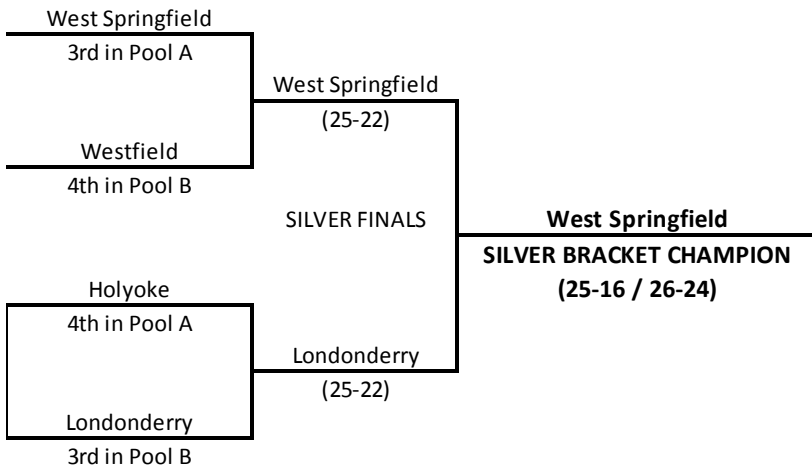 West Springfield
3rd in Pool A
West Springfield
(25-22)
Westfield
4th in Pool B
SILVER FINALS
West Springfield
SILVER BRACKET CHAMPION
(25-16 / 26-24)
Holyoke
4th in Pool A
Londonderry
(25-22)
Londonderry
3rd in Pool B